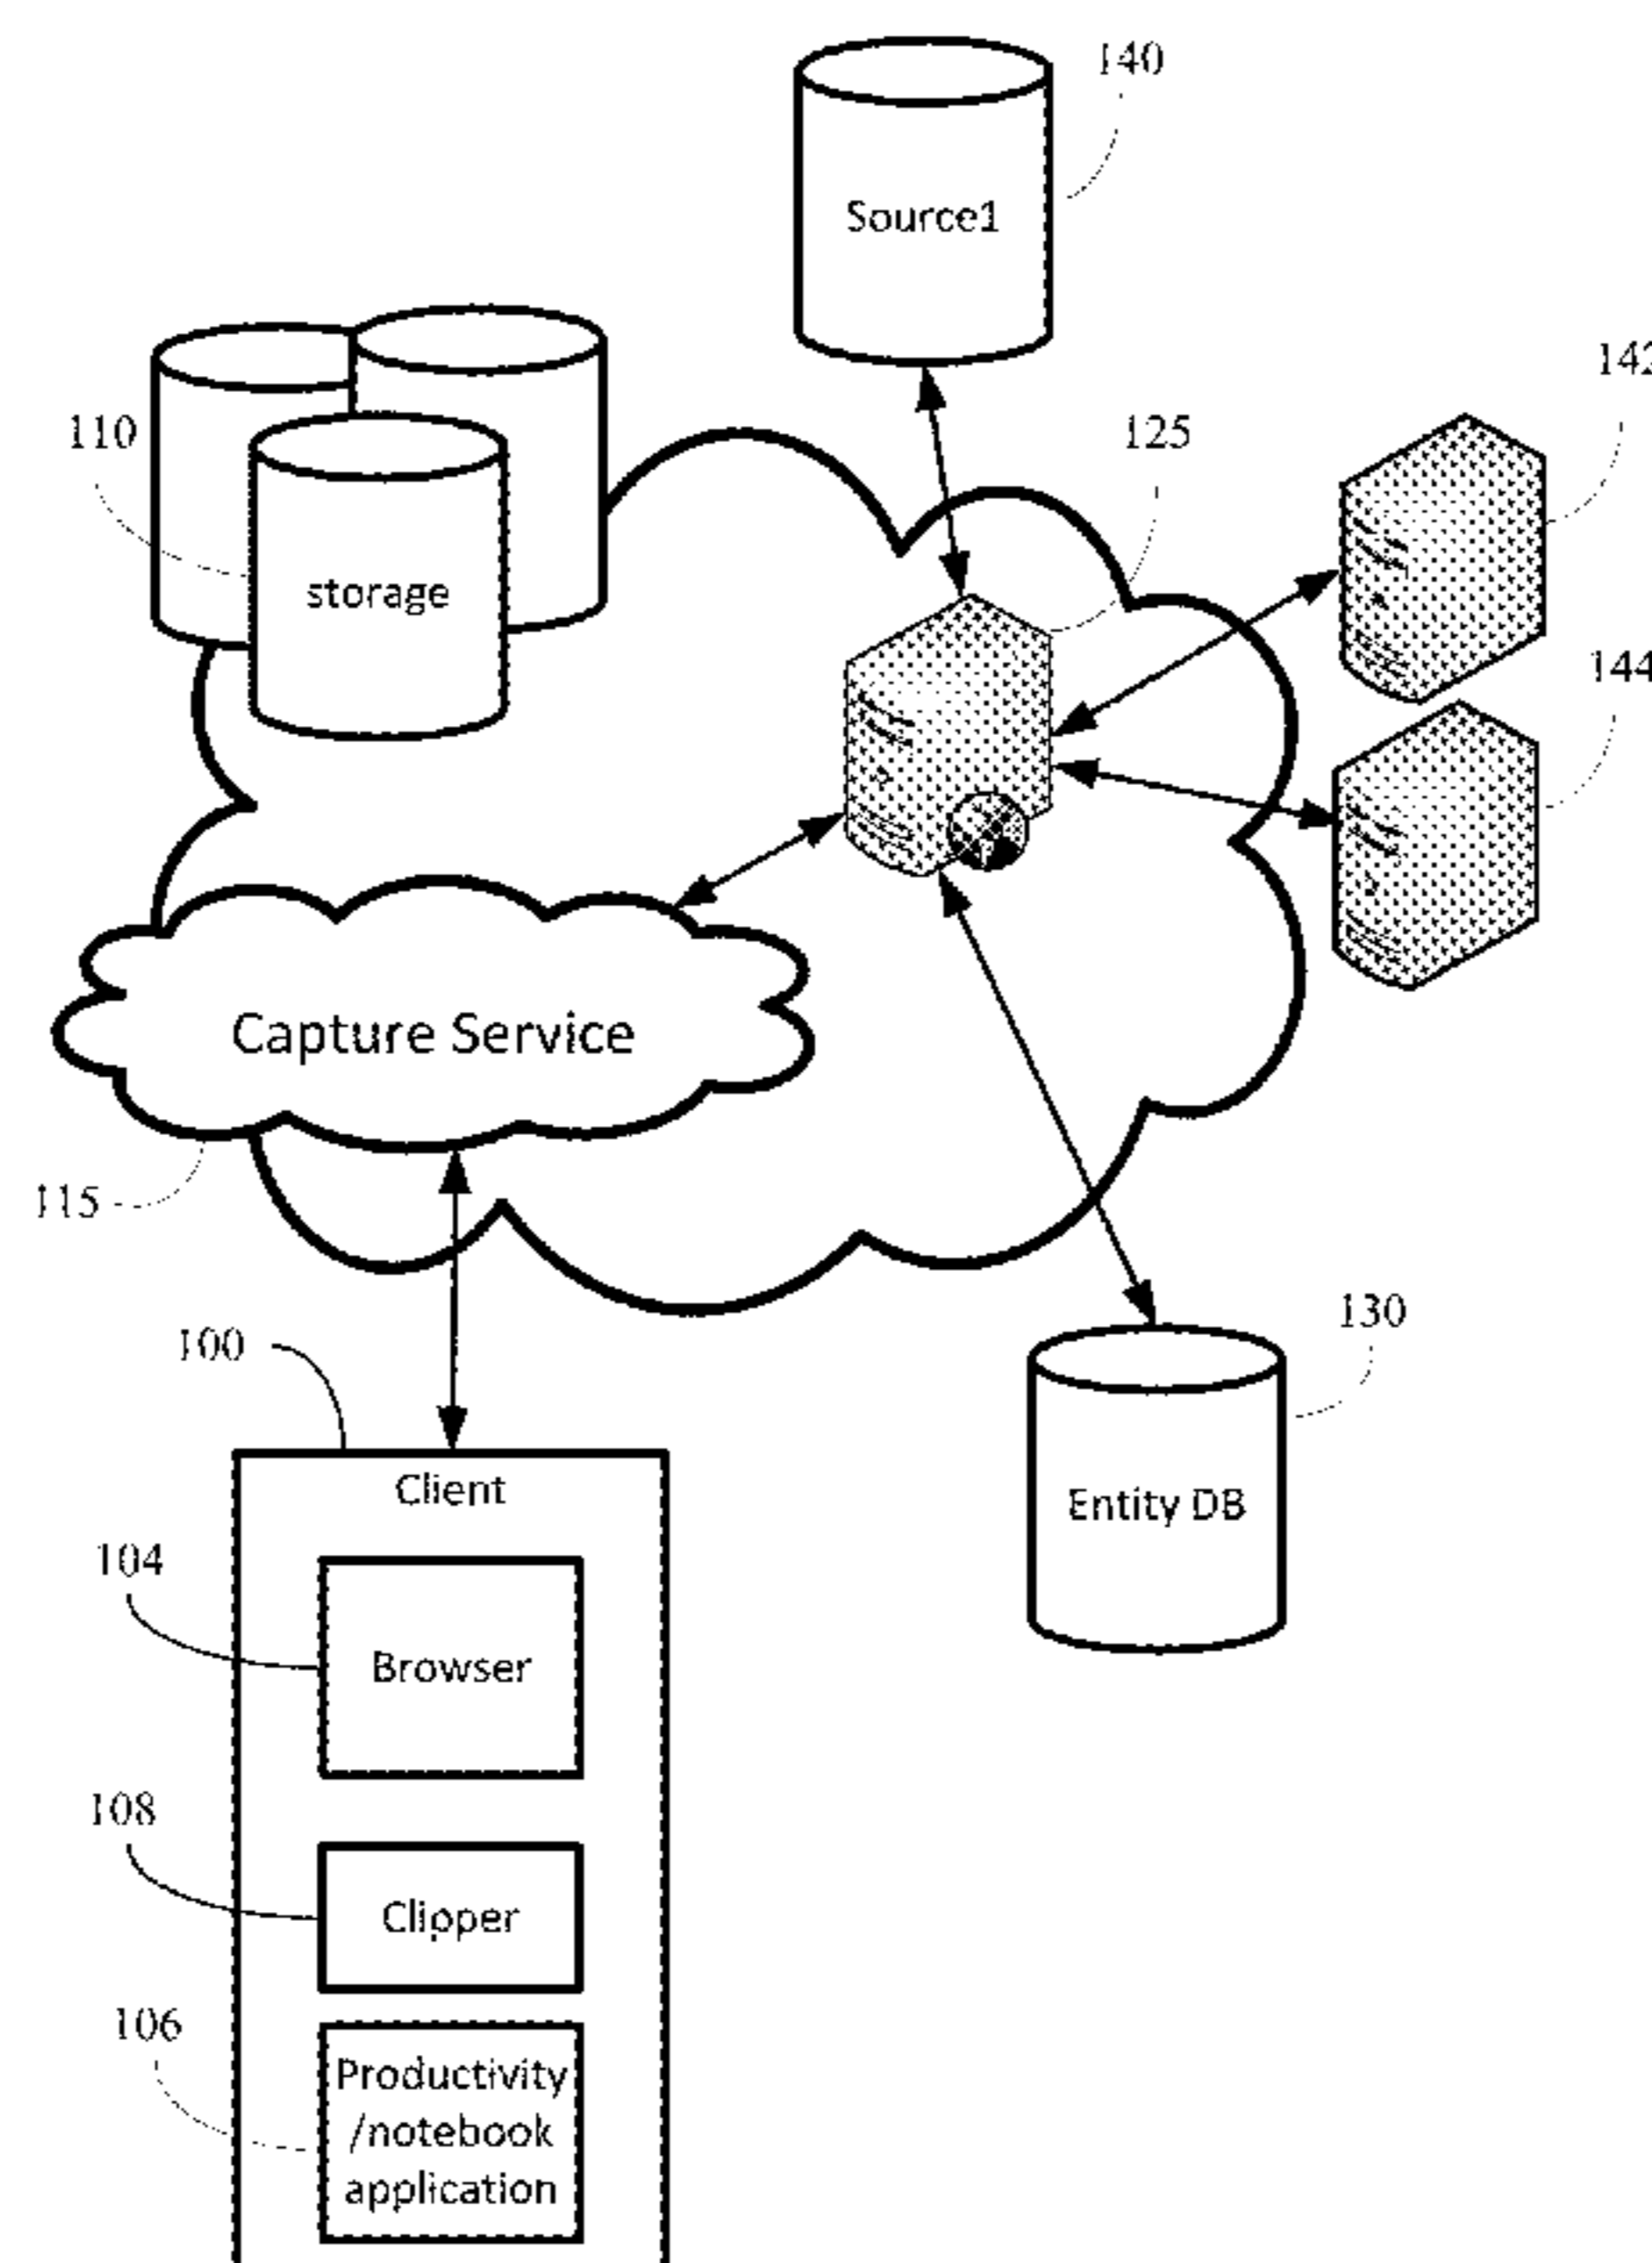 140
Source1
142
110
125
storage
144
Capture Service
115
130
100
Client
Entity DB
104
Browser
108
Clipper
106
Productivity
/notebook
application